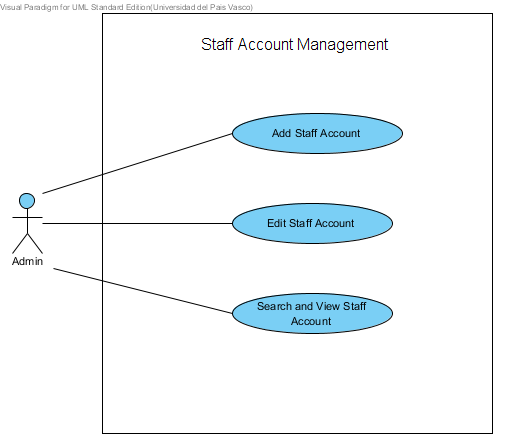 Visual Paradigm for UML Standard Edition(Universidad del Pais Vasco)
Staff Account Management
Add Staff Account
Edit Staff Account
Admin
Search and View Staff
Account